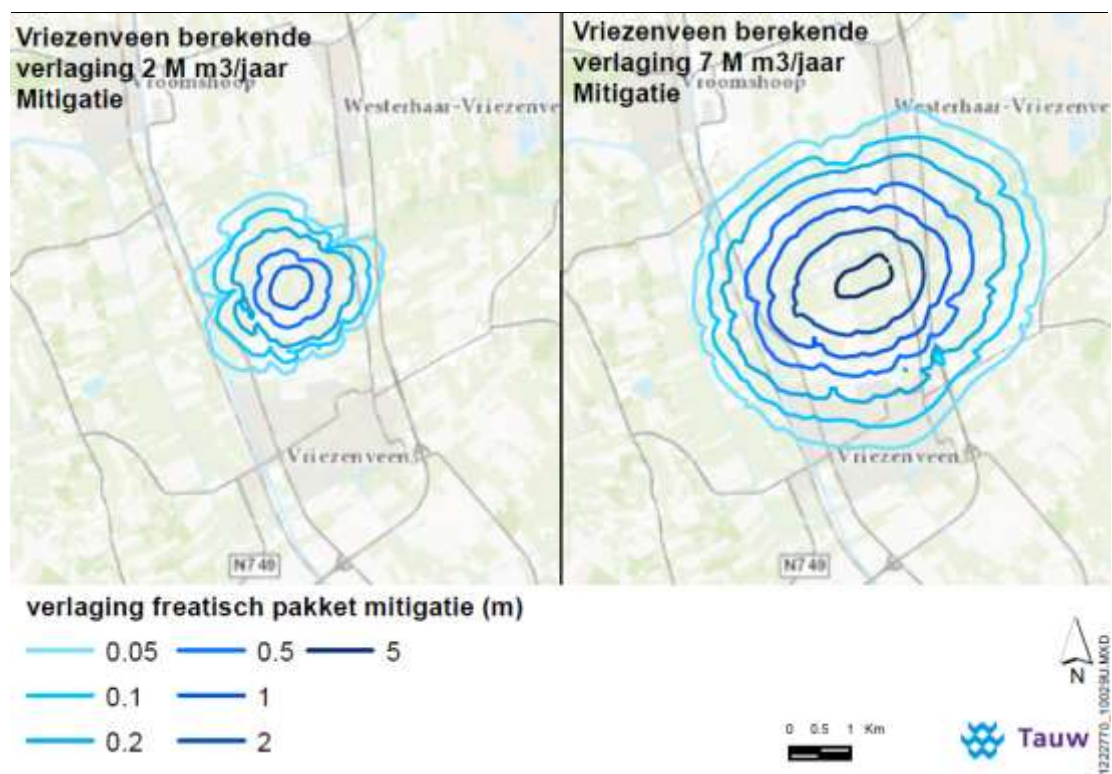 Vriezenveen berekende
verlaging 2 M m3/jaar
Mitigatie
Vroomshoop
Westerhaar-Vriezenve
Vriezenveen
N749
Vriezenveen berekende
verlaging 7 M m3/jaar
Mitigatie
Vroomshoop
Westerhaar-Vriezenve
Vriezenveen
N749
verlaging freatisch pakket mitigatie (m)
0.05 0.5 5
0.1 1
0.2 2
0 0.5 1 Km
N
Tauw
1222770_10029U.MXD